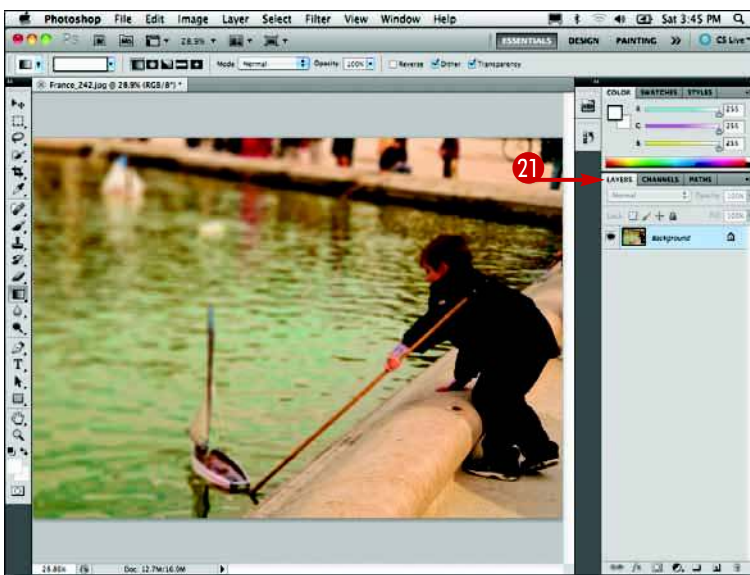 Photoshop File Edit Image Layer Select Filter View Window Help Sat 3:45 PM
Ps Br Mb 28.9% ESSENTIALS DESIGN PAINTING >> CS Live
Mode: Normal Opacity: 100% Reverse Dither Transparency
France_242.jpg @ 28.9% (RGB/8*) *
COLOR SWATCHES STYLES
255
255
B 255
21
LAYERS CHANNELS PATHS
Normal Opacity: 100%
Lock: Fill: 100%
Background
T
28.86% Doc: 12.7M/16.0M